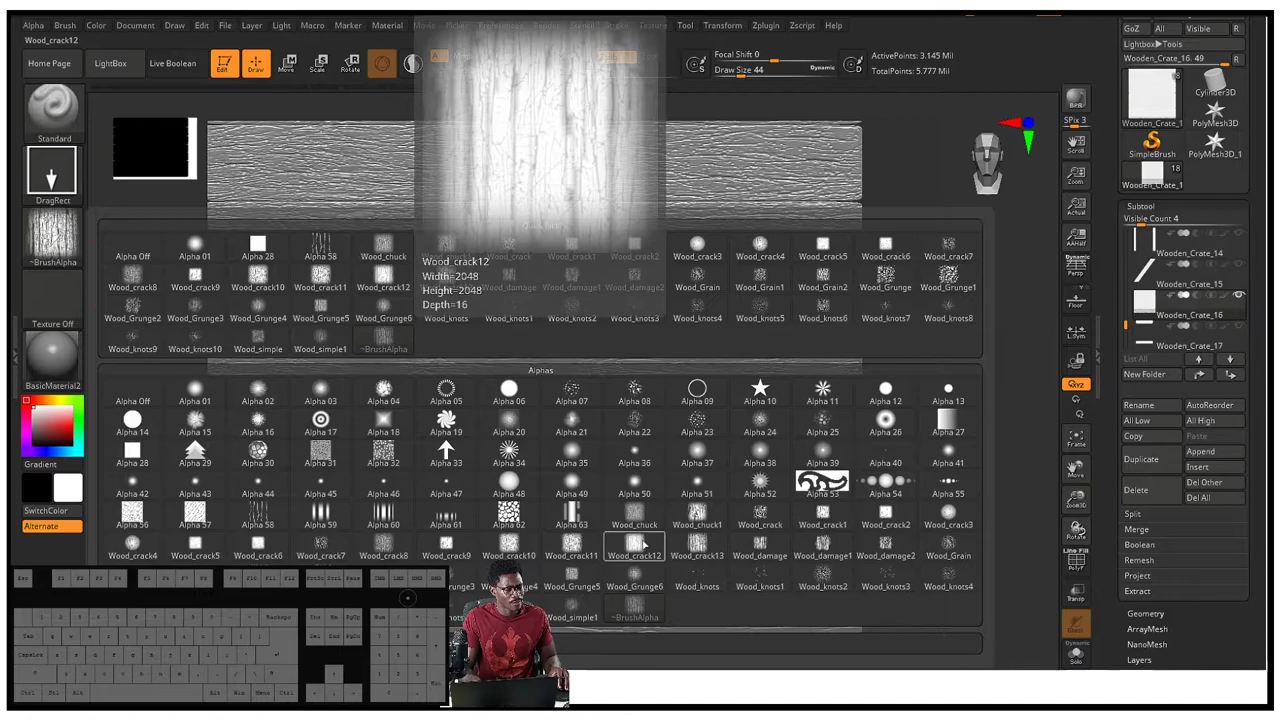 Alpha Brush Color Document Draw Edit File Layer Light Macro Marker Material Tool Transform Zplugin Zscript Help
Wood_crack12
Home Page LightBox Live Boolean Edit Draw Move Scale Rotate
Focal Shift 0
Draw Size 44 Dynamic
ActivePoints: 3.145 Mil
TotalPoints: 5.777 Mil
Standard
DragRect
~BrushAlpha
Texture Off
BasicMaterial2
Gradient
SwitchColor
Alternate
Wood_crack12
Width=2048
Height=2048
Depth=16
Alpha Off Alpha 01 Alpha 28 Alpha 58 Wood_chuck Wood_crack Wood_crack1 Wood_crack2 Wood_crack3 Wood_crack4 Wood_crack5 Wood_crack6 Wood_crack7
Wood_crack8 Wood_crack9 Wood_crack10 Wood_crack11 Wood_damage Wood_damage1 Wood_damage2 Wood_Grain Wood_Grain1 Wood_Grain2 Wood_Grunge Wood_Grunge1
Wood_Grunge2 Wood_Grunge3 Wood_Grunge4 Wood_Grunge5 Wood_Grunge6 Wood_knots Wood_knots1 Wood_knots2 Wood_knots3 Wood_knots4 Wood_knots5 Wood_knots6 Wood_knots7 Wood_knots8
Wood_knots9 Wood_knots10 Wood_simple Wood_simple1 ~BrushAlpha
Alphas
Alpha Off Alpha 01 Alpha 02 Alpha 03 Alpha 04 Alpha 05 Alpha 06 Alpha 07 Alpha 08 Alpha 09 Alpha 10 Alpha 11 Alpha 12 Alpha 13
Alpha 14 Alpha 15 Alpha 16 Alpha 17 Alpha 18 Alpha 19 Alpha 20 Alpha 21 Alpha 22 Alpha 23 Alpha 24 Alpha 25 Alpha 26 Alpha 27
Alpha 28 Alpha 29 Alpha 30 Alpha 31 Alpha 32 Alpha 33 Alpha 34 Alpha 35 Alpha 36 Alpha 37 Alpha 38 Alpha 39 Alpha 40 Alpha 41
Alpha 42 Alpha 43 Alpha 44 Alpha 45 Alpha 46 Alpha 47 Alpha 48 Alpha 49 Alpha 50 Alpha 51 Alpha 52 Alpha 53 Alpha 54 Alpha 55
Alpha 56 Alpha 57 Alpha 58 Alpha 59 Alpha 60 Alpha 61 Alpha 62 Alpha 63 Wood_chuck Wood_chuck1 Wood_crack Wood_crack1 Wood_crack2 Wood_crack3
Wood_crack4 Wood_crack5 Wood_crack6 Wood_crack7 Wood_crack8 Wood_crack9 Wood_crack10 Wood_crack11 Wood_crack12 Wood_crack13 Wood_damage Wood_damage1 Wood_damage2 Wood_Grain
Wood_Grunge5 Wood_Grunge6 Wood_knots Wood_knots1 Wood_knots2 Wood_knots3 Wood_knots4
Wood_simple1 ~BrushAlpha
BPR
SPix 3
Scroll
Zoom
Actual
AAHalf
Dynamic
Persp
Floor
L.Sym
Frame
Move
Zoom3D
Rotate
Line Fill
PolyF
Transp
Dynamic
Solo
GoZ All Visible R
Lightbox▶Tools
Wooden_Crate_16. 49 R
Wooden_Crate_1 8
Cylinder3D
PolyMesh3D
SimpleBrush PolyMesh3D_1
18
Wooden_Crate_1
Subtool
Visible Count 4
Wooden_Crate_14
Wooden_Crate_15
Wooden_Crate_16
Wooden_Crate_17
List All
New Folder
Rename AutoReorder
All Low All High
Copy Paste
Duplicate Append
Insert
Delete Del Other
Del All
Split
Merge
Boolean
Remesh
Project
Extract
Geometry
ArrayMesh
NanoMesh
Layers